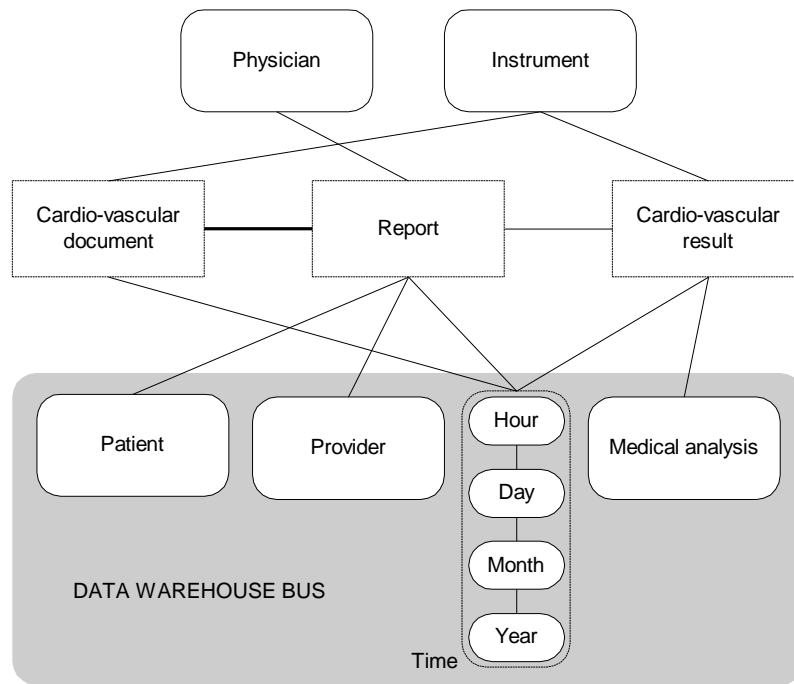 Physician
Instrument
Cardio-vascular
document
Report
Cardio-vascular
result
Patient
Provider
Hour
Medical analysis
Day
Month
DATA WAREHOUSE BUS
Year
Time